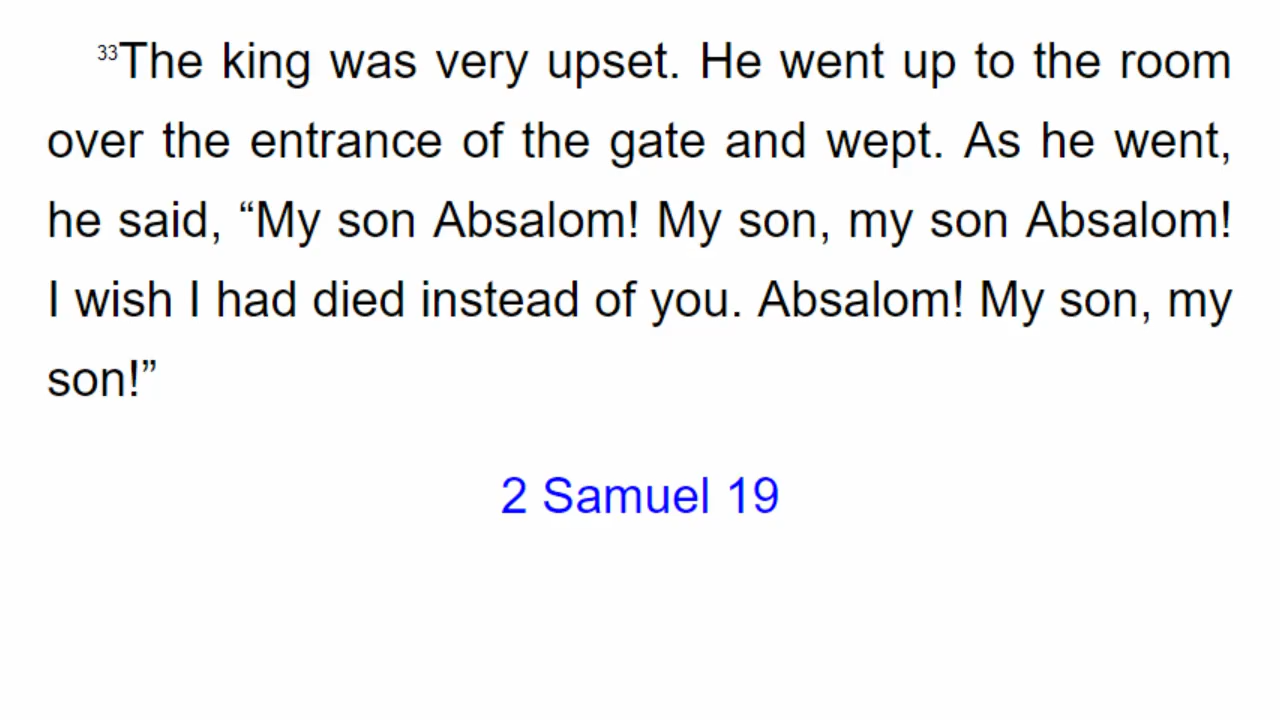 33The king was very upset. He went up to the room
over the entrance of the gate and wept. As he went,
he said, “My son Absalom! My son, my son Absalom!
I wish I had died instead of you. Absalom! My son, my
son!”
2 Samuel 19